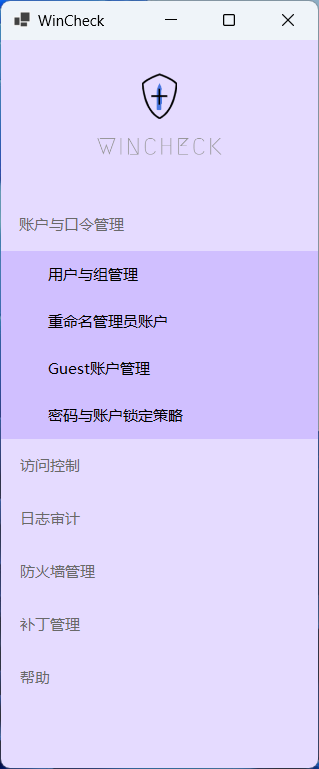 WinCheck
WINCHECK
账户与口令管理
用户与组管理
重命名管理员账户
Guest账户管理
密码与账户锁定策略
访问控制
日志审计
防火墙管理
补丁管理
帮助